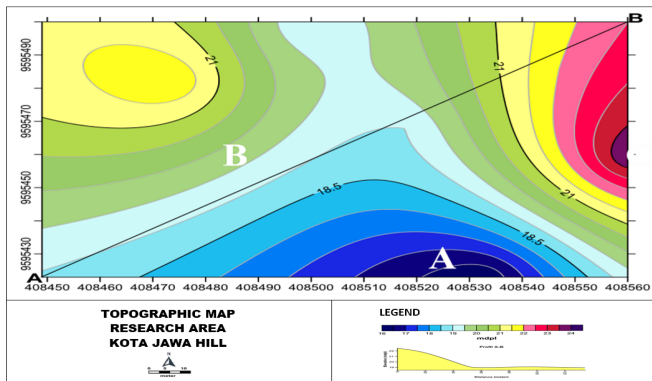 B
9595490
9595470
9595450
9595430
21
21
21
18.5
18.5
B
A
A
408450 408470 408480 408490 408500 408510 408520 408530 408540 408550 408560
TOPOGRAPHIC MAP
RESEARCH AREA
KOTA JAWA HILL
N
meter
LEGEND
16 17 18 19 20 21 22 23 24
mdpl
Profil A-B